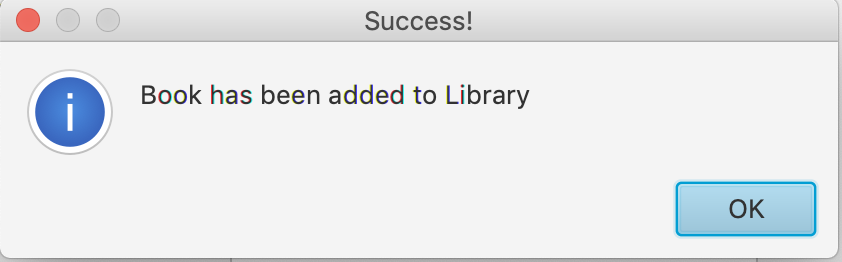 Success!
Book has been added to Library
OK